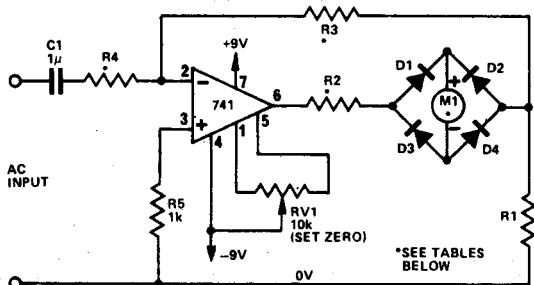 C1
1µ
R4
*
R3
*
+9V
2
7
741
6
3
4
1
5
R2
*
D1
D2
+
M1
*
−
D3
D4
AC
INPUT
R5
1k
RV1
10k
(SET ZERO)
R1
−9V
*SEE TABLES
BELOW
0V